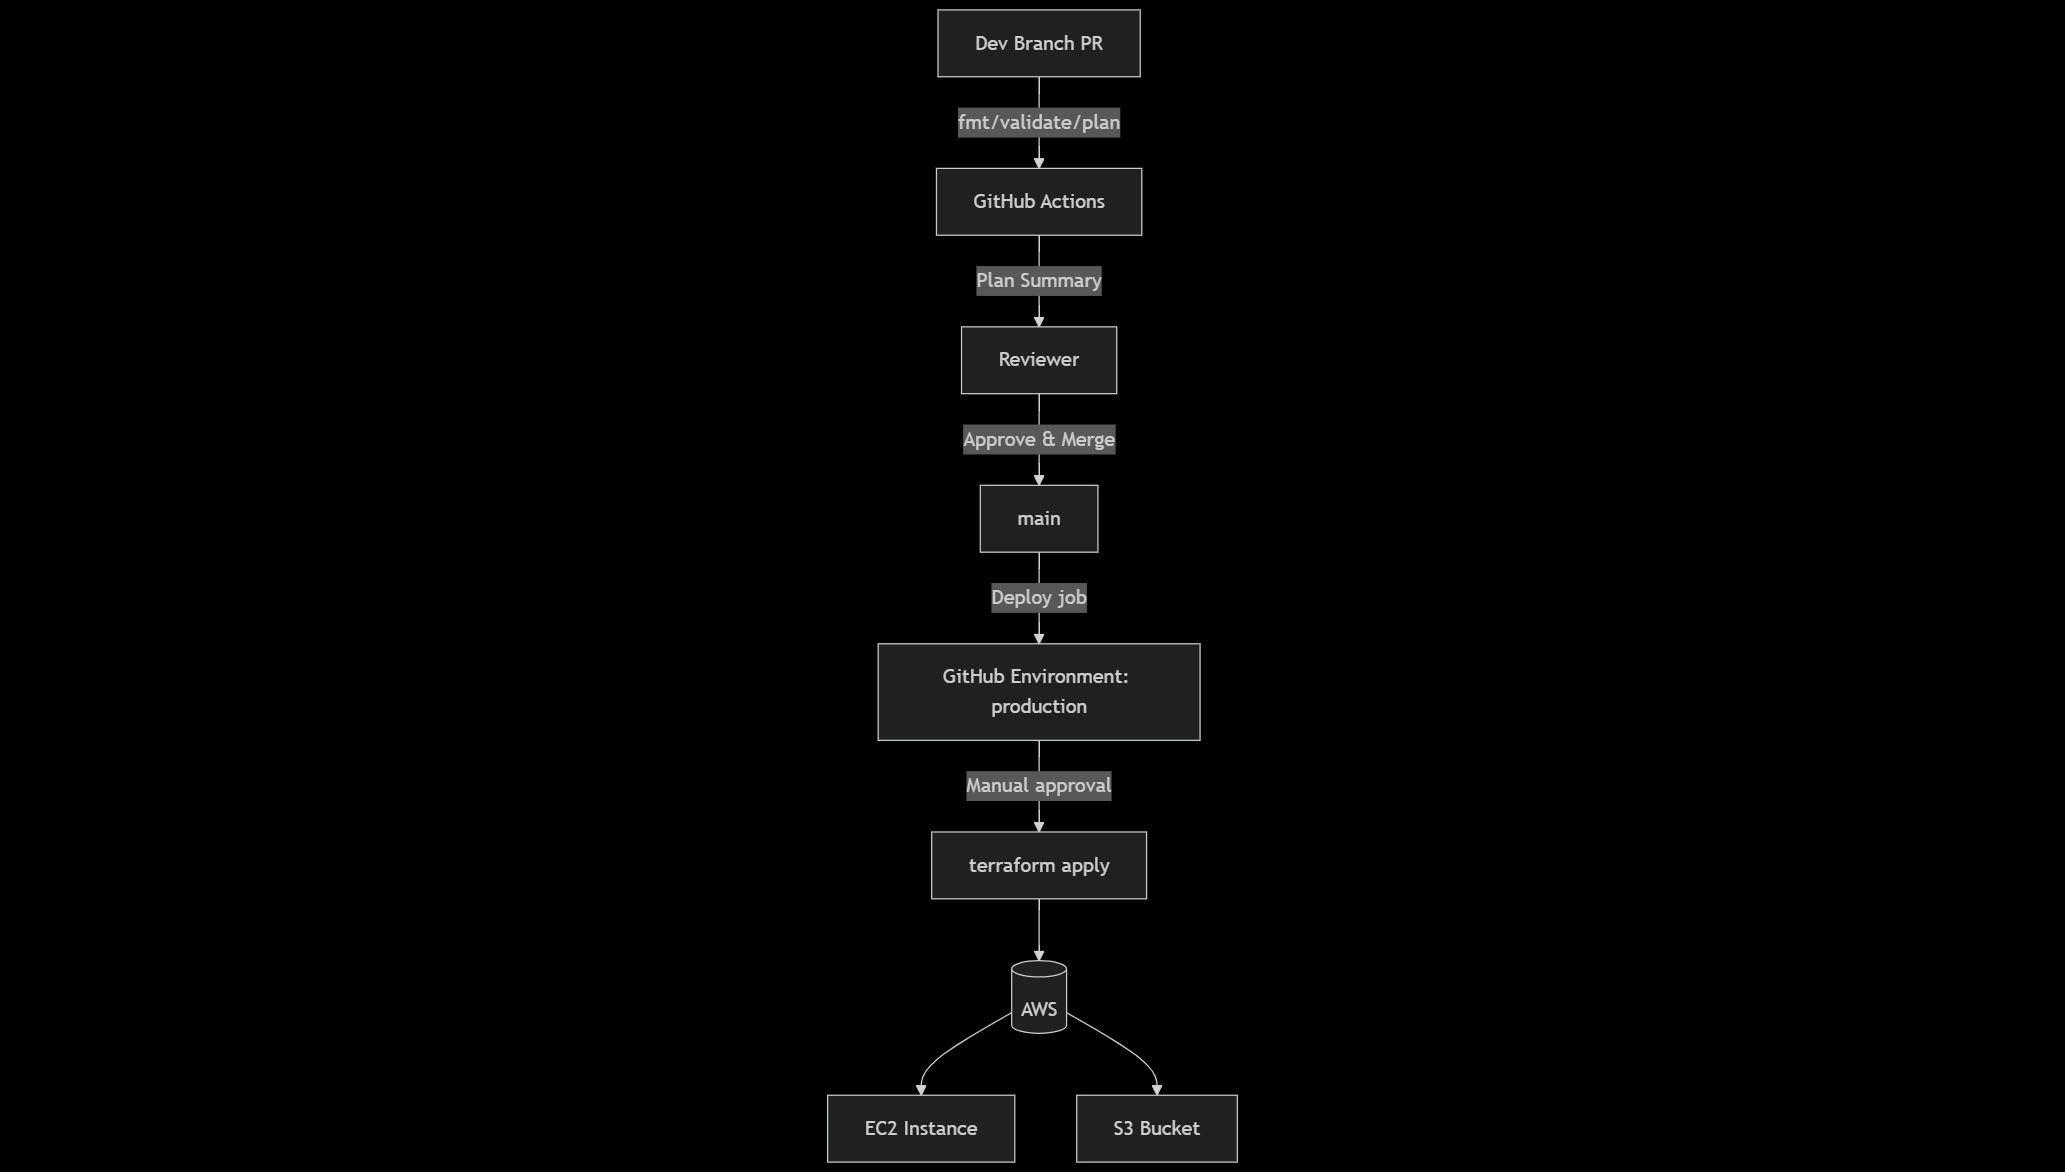 Dev Branch PR
fmt/validate/plan
GitHub Actions
Plan Summary
Reviewer
Approve & Merge
main
Deploy job
GitHub Environment:
production
Manual approval
terraform apply
AWS
EC2 Instance
S3 Bucket